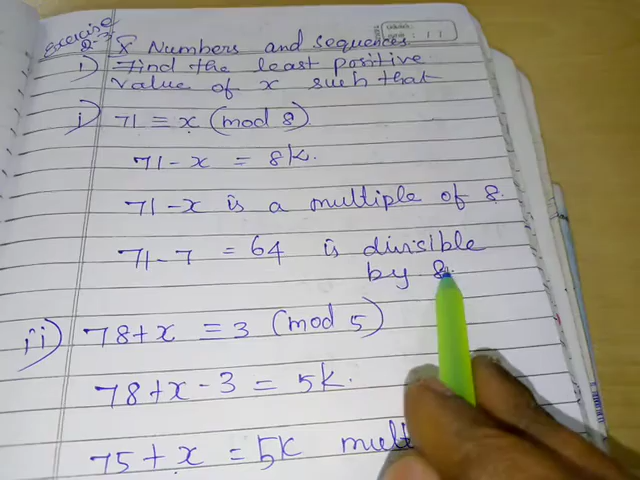 Exercise
2.3
X Numbers and sequences.
11
1) Find the least positive
value of x such that
i) 71 ≡ x (mod 8)
71 - x = 8k.
71 - x is a multiple of 8.
71 - 7 = 64 is divisible
by 8.
ii) 78 + x ≡ 3 (mod 5)
78 + x - 3 = 5k.
75 + x = 5k mult